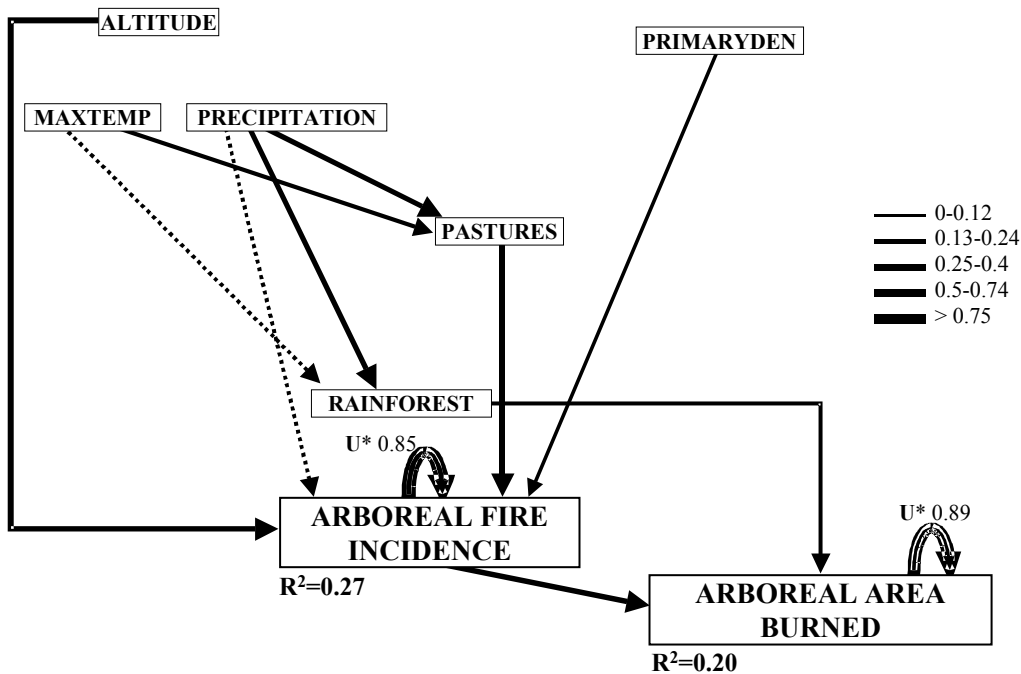 ALTITUDE
PRIMARYDEN
MAXTEMP
PRECIPITATION
PASTURES
0-0.12
0.13-0.24
0.25-0.4
0.5-0.74
> 0.75
RAINFOREST
U* 0.85
ARBOREAL FIRE
INCIDENCE
R²=0.27
U* 0.89
ARBOREAL AREA
BURNED
R²=0.20